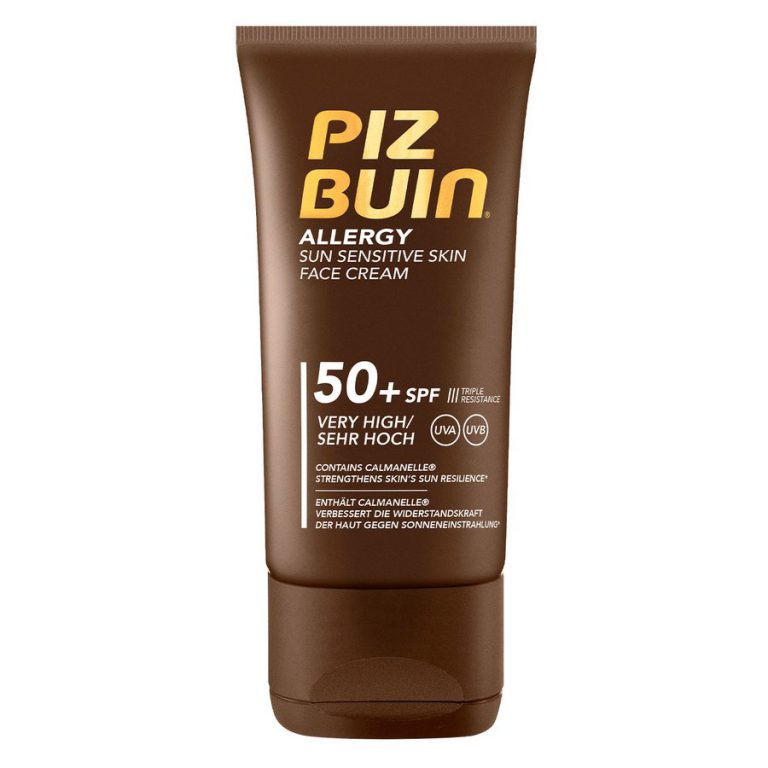 PIZ
BUIN®
ALLERGY
SUN SENSITIVE SKIN
FACE CREAM
50+ SPF
TRIPLE
RESISTANCE
VERY HIGH/
SEHR HOCH
UVA UVB
CONTAINS CALMANELLE®
STRENGTHENS SKIN'S SUN RESILIENCE*
ENTHÄLT CALMANELLE®
VERBESSERT DIE WIDERSTANDSKRAFT
DER HAUT GEGEN SONNENEINSTRAHLUNG*